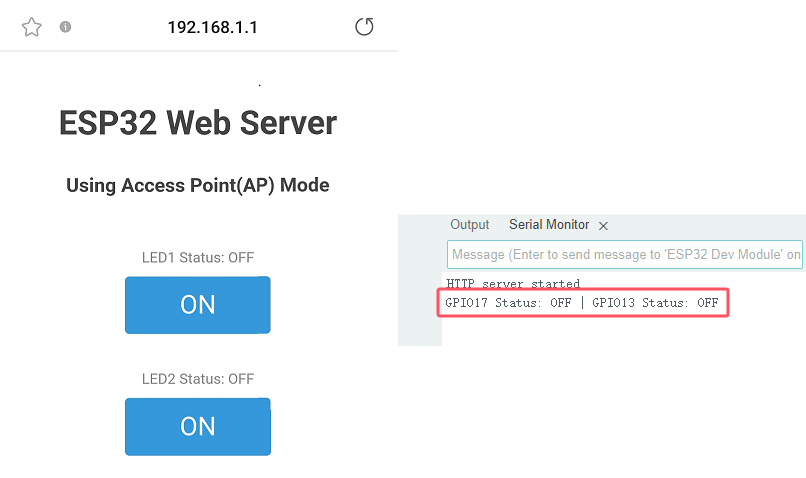 192.168.1.1
ESP32 Web Server
Using Access Point(AP) Mode
LED1 Status: OFF
ON
LED2 Status: OFF
ON
Output Serial Monitor
Message (Enter to send message to 'ESP32 Dev Module' on
HTTP server started
GPIO17 Status: OFF | GPIO13 Status: OFF